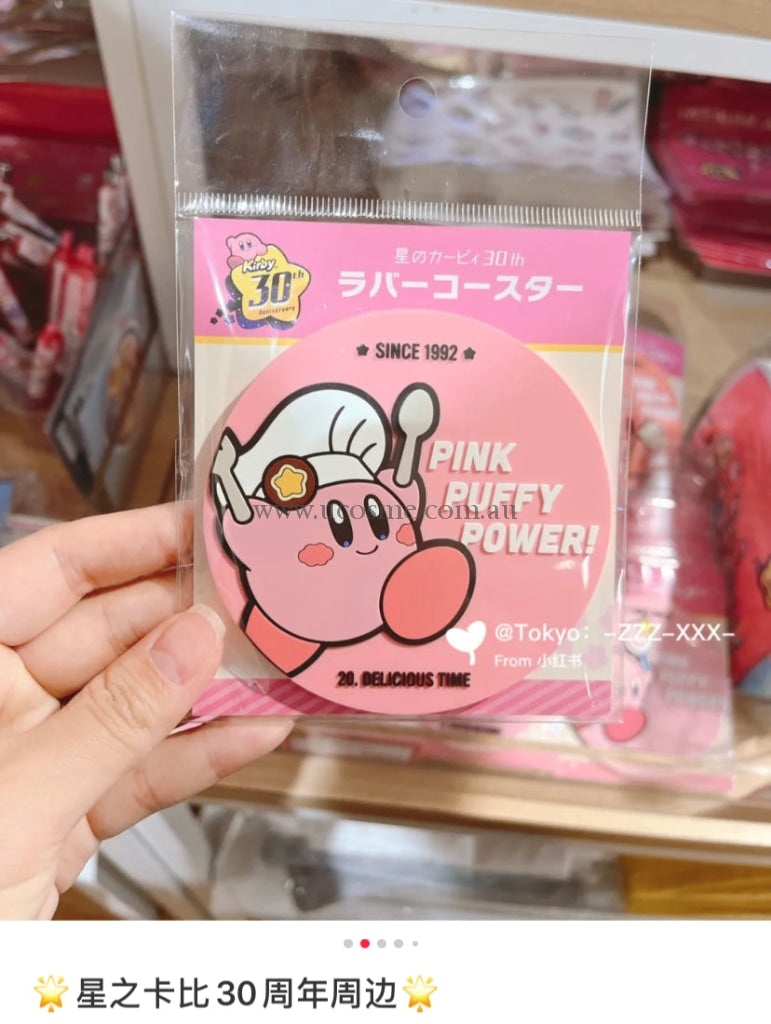 Kirby
30th
Anniversary
星のカービィ30th
ラバーコースター
SINCE 1992
PINK
PUFFY
POWER!
www.ucosme.com.au
@Tokyo：-ZZZ-XXX-
From 小红书
20. DELICIOUS TIME
🌟星之卡比30周年周边🌟